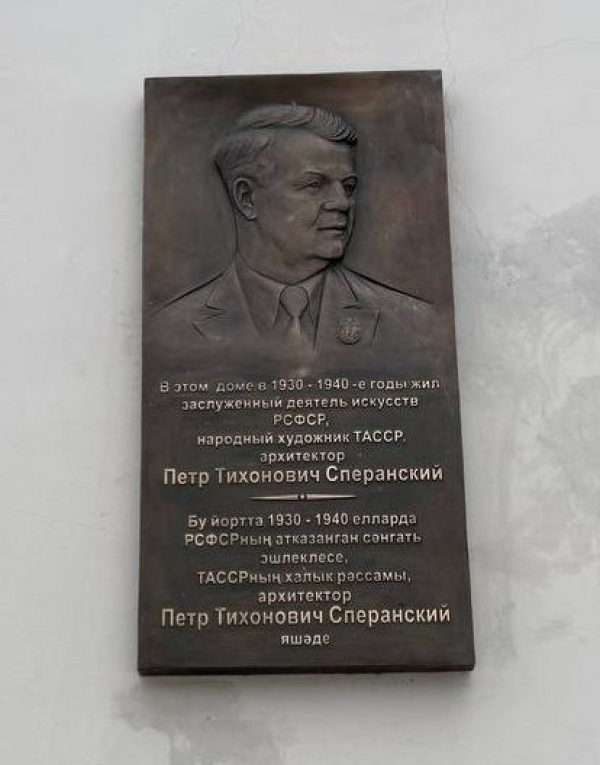 В этом доме в 1930 - 1940 -е годы жил
заслуженный деятель искусств
РСФСР,
народный художник ТАССР,
архитектор
Петр Тихонович Сперанский
Бу йортта 1930 - 1940 елларда
РСФСРның атказанган сәнгать
эшлеклесе,
ТАССРның халык рәссамы,
архитектор
Петр Тихонович Сперанский
яшәде